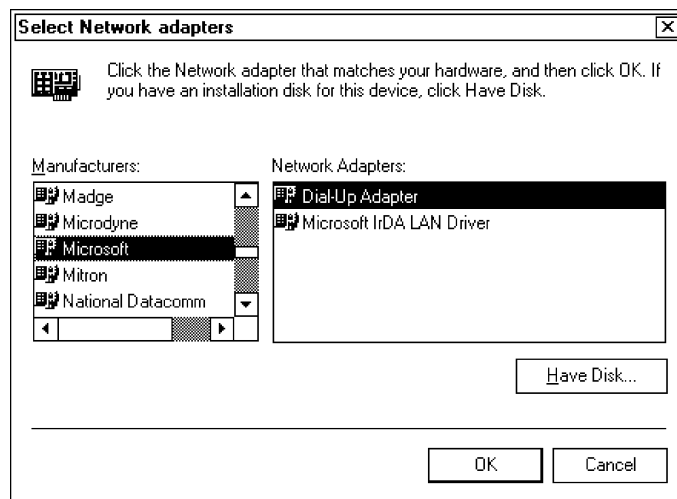 Select Network adapters
Click the Network adapter that matches your hardware, and then click OK. If
you have an installation disk for this device, click Have Disk.
Manufacturers:
Madge
Microdyne
Microsoft
Mitron
National Datacomm
Network Adapters:
Dial-Up Adapter
Microsoft IrDA LAN Driver
Have Disk...
OK
Cancel